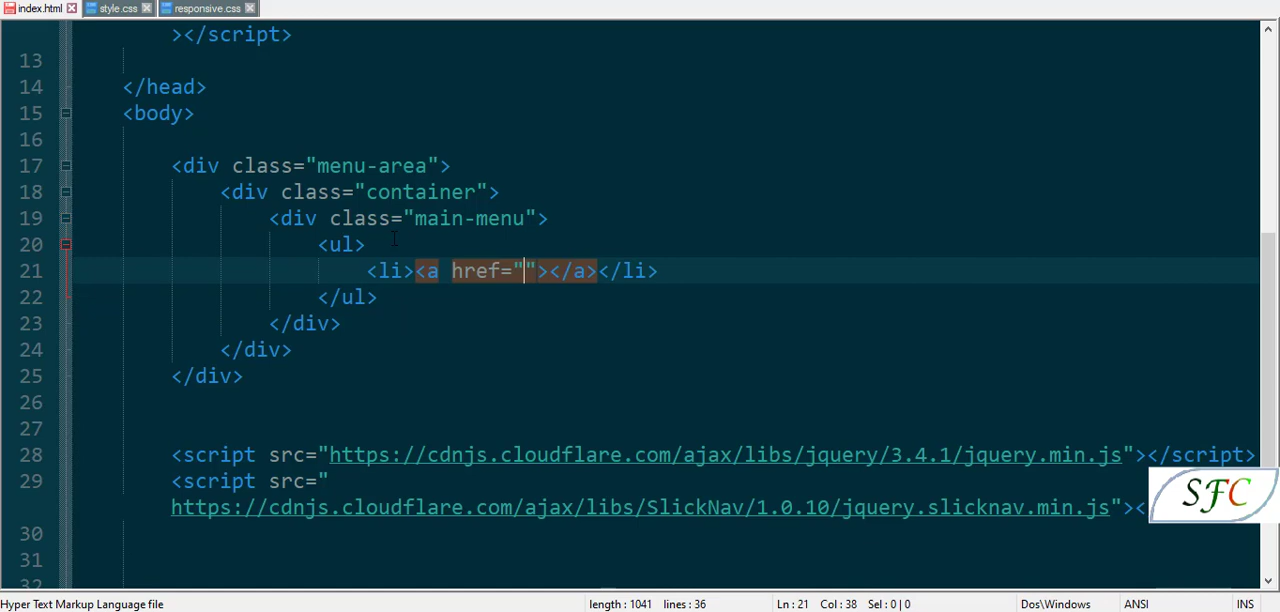 index.html style.css responsive.css
></script>
13
14 </head>
15 <body>
16
17 <div class="menu-area">
18 <div class="container">
19 <div class="main-menu">
20 <ul>
21 <li><a href=""></a></li>
22 </ul>
23 </div>
24 </div>
25 </div>
26
27
28 <script src="https://cdnjs.cloudflare.com/ajax/libs/jquery/3.4.1/jquery.min.js"></script>
29 <script src="
https://cdnjs.cloudflare.com/ajax/libs/SlickNav/1.0.10/jquery.slicknav.min.js"><
SFC
30
31
32
Hyper Text Markup Language file length : 1041 lines : 36 Ln : 21 Col : 38 Sel : 0 | 0 Dos\Windows ANSI INS